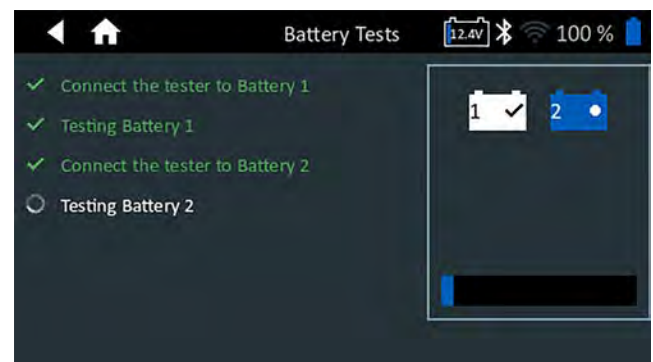 Battery Tests 12.4V 100 %
Connect the tester to Battery 1
Testing Battery 1
Connect the tester to Battery 2
Testing Battery 2
1 2